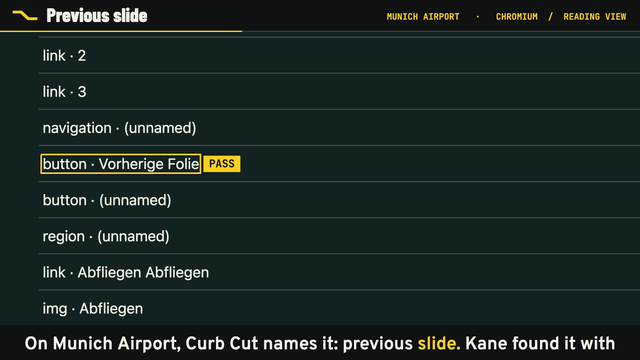 Previous slide
MUNICH AIRPORT · CHROMIUM / READING VIEW
link · 2
link · 3
navigation · (unnamed)
button · Vorherige Folie PASS
button · (unnamed)
region · (unnamed)
link · Abfliegen Abfliegen
img · Abfliegen
On Munich Airport, Curb Cut names it: previous slide. Kane found it with